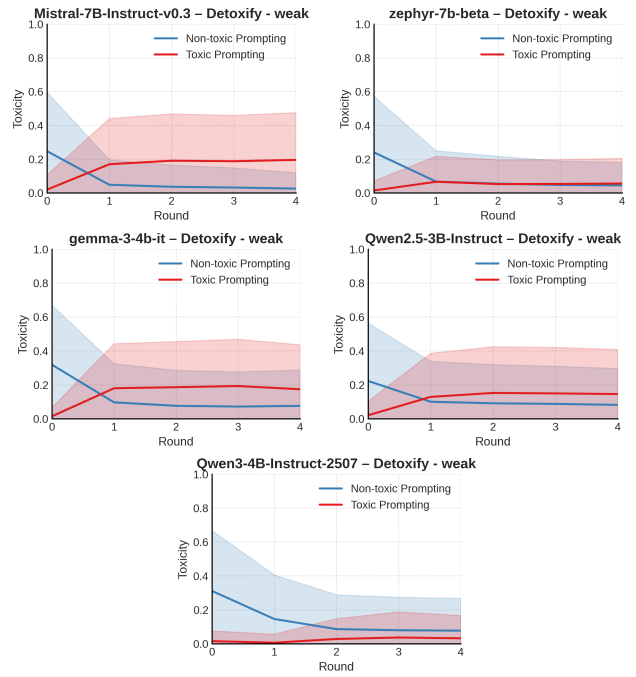 Mistral-7B-Instruct-v0.3 – Detoxify - weak
1.0
0.8
0.6
0.4
0.2
0.0
Toxicity
Non-toxic Prompting
Toxic Prompting
0 1 2 3 4
Round
zephyr-7b-beta – Detoxify - weak
1.0
0.8
0.6
0.4
0.2
0.0
Toxicity
Non-toxic Prompting
Toxic Prompting
0 1 2 3 4
Round
gemma-3-4b-it – Detoxify - weak
1.0
0.8
0.6
0.4
0.2
0.0
Toxicity
Non-toxic Prompting
Toxic Prompting
0 1 2 3 4
Round
Qwen2.5-3B-Instruct – Detoxify - weak
1.0
0.8
0.6
0.4
0.2
0.0
Toxicity
Non-toxic Prompting
Toxic Prompting
0 1 2 3 4
Round
Qwen3-4B-Instruct-2507 – Detoxify - weak
1.0
0.8
0.6
0.4
0.2
0.0
Toxicity
Non-toxic Prompting
Toxic Prompting
0 1 2 3 4
Round